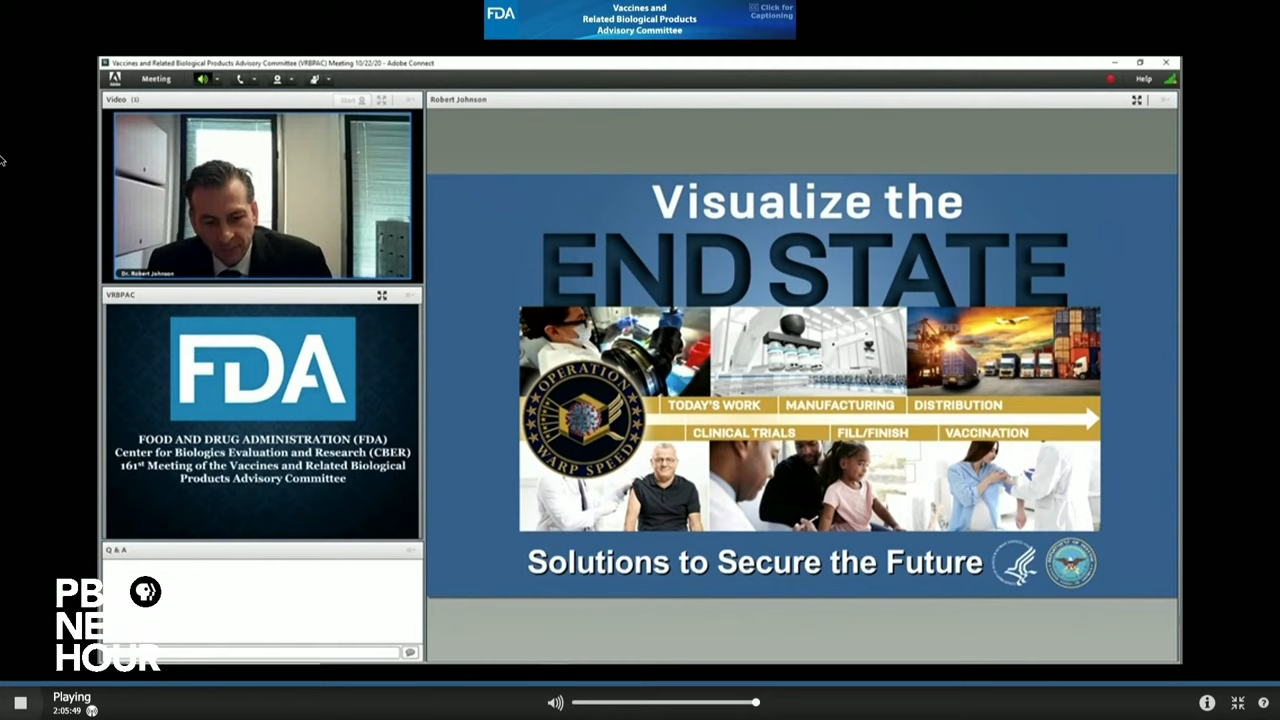 FDA
Vaccines and
Related Biological Products
Advisory Committee
CC Click for
Captioning
Vaccines and Related Biological Products Advisory Committee (VRBPAC) Meeting 10/22/20 - Adobe Connect
Meeting
Help
Video (1)
Start
Robert Johnson
Dr. Robert Johnson
VRBPAC
FDA
FOOD AND DRUG ADMINISTRATION (FDA)
Center for Biologics Evaluation and Research (CBER)
161st Meeting of the Vaccines and Related Biological
Products Advisory Committee
Q & A
Visualize the
END STATE
OPERATION
WARP SPEED
TODAY'S WORK
MANUFACTURING
DISTRIBUTION
CLINICAL TRIALS
FILL/FINISH
VACCINATION
Solutions to Secure the Future
HOUR
Playing
2:05:49